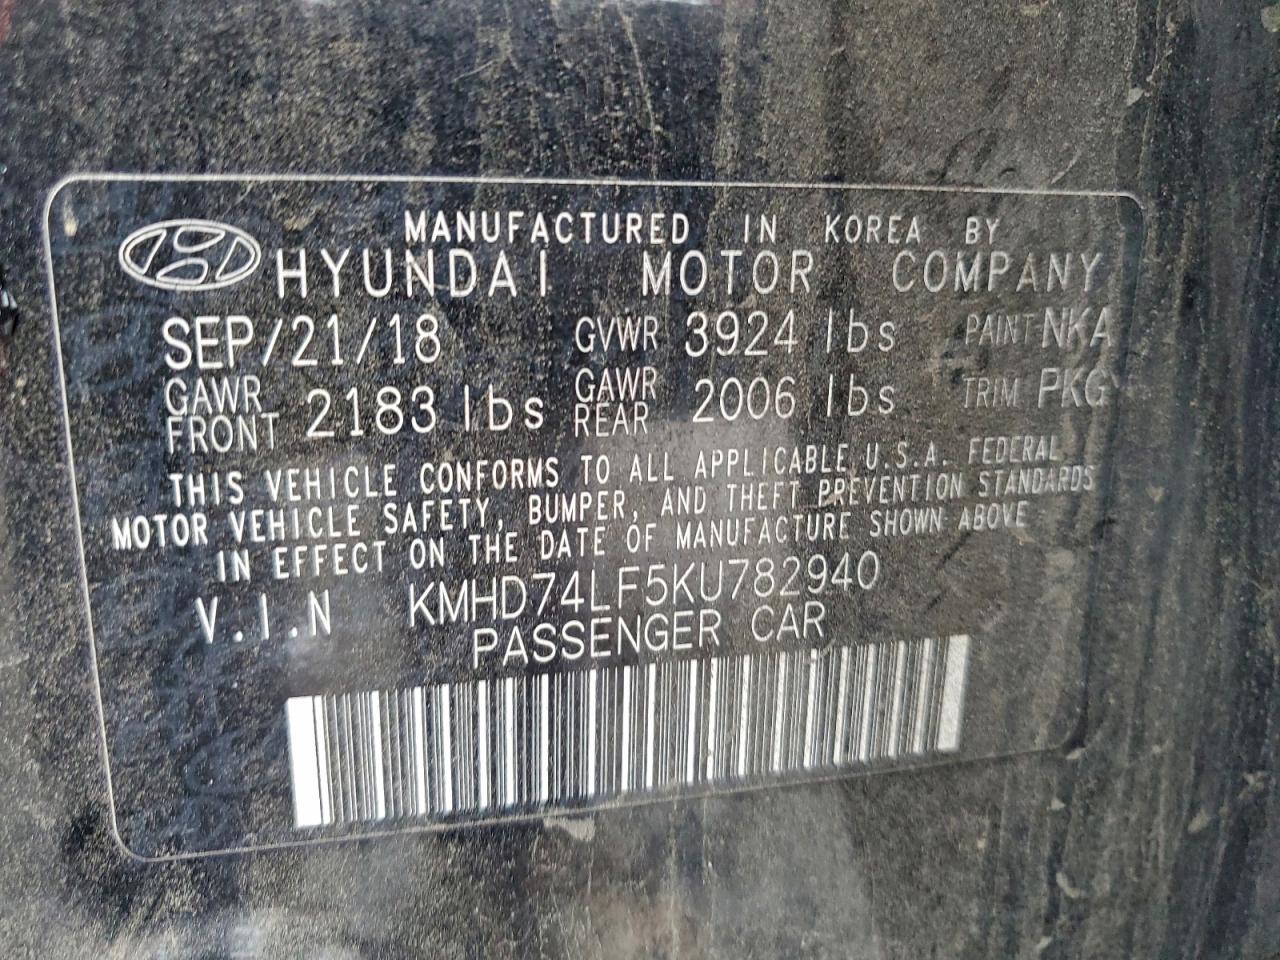 MANUFACTURED IN KOREA BY
HYUNDAI MOTOR COMPANY
SEP/21/18 GVWR 3924 lbs PAINT NKA
GAWR FRONT 2183 lbs GAWR REAR 2006 lbs TRIM PKG
THIS VEHICLE CONFORMS TO ALL APPLICABLE U.S.A. FEDERAL
MOTOR VEHICLE SAFETY, BUMPER, AND THEFT PREVENTION STANDARDS
IN EFFECT ON THE DATE OF MANUFACTURE SHOWN ABOVE
V.I.N KMHD74LF5KU782940
PASSENGER CAR